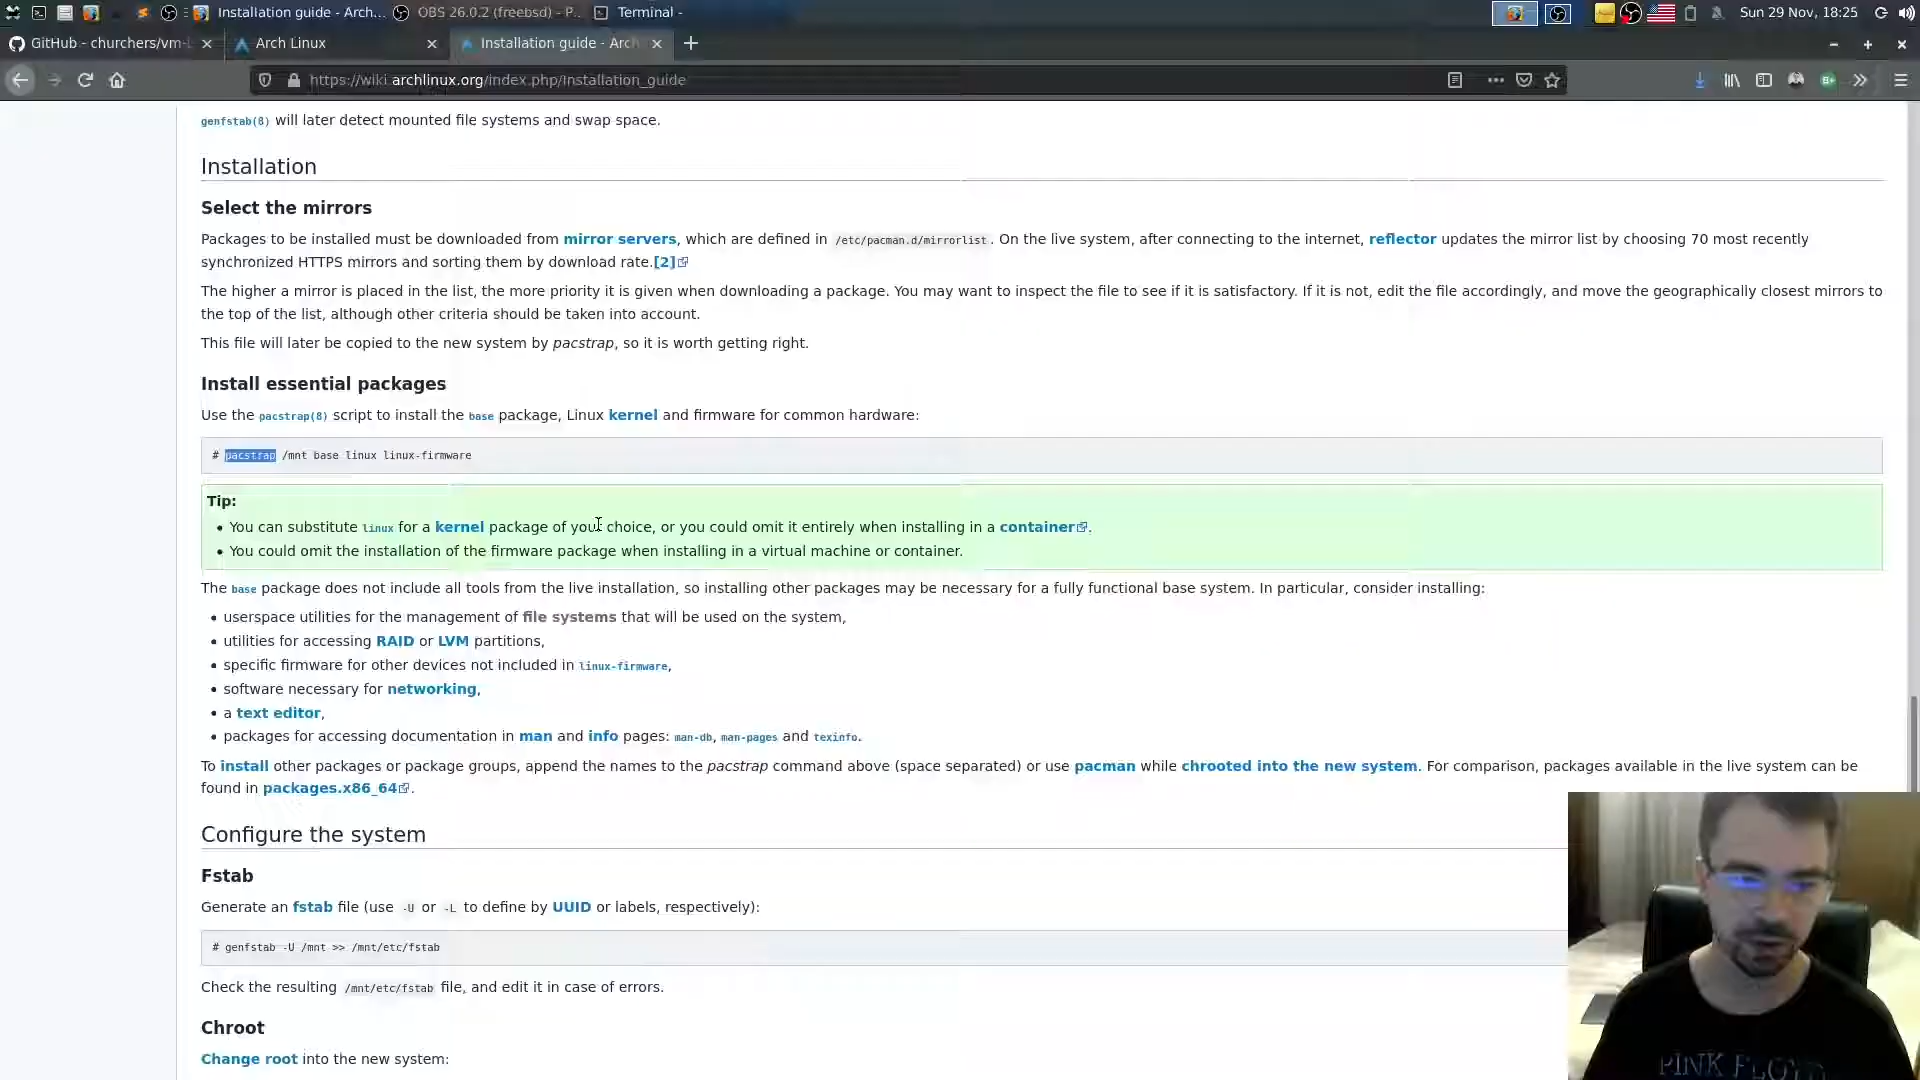 Installation guide - Arch...
OBS 26.0.2 (freebsd) - P...
Terminal -
Sun 29 Nov, 18:25
GitHub - churchers/vm-
Arch Linux
Installation guide - Arch
https://wiki.archlinux.org/index.php/Installation_guide
genfstab(8) will later detect mounted file systems and swap space.
Installation
Select the mirrors
Packages to be installed must be downloaded from mirror servers, which are defined in /etc/pacman.d/mirrorlist. On the live system, after connecting to the internet, reflector updates the mirror list by choosing 70 most recently
synchronized HTTPS mirrors and sorting them by download rate.[2]
The higher a mirror is placed in the list, the more priority it is given when downloading a package. You may want to inspect the file to see if it is satisfactory. If it is not, edit the file accordingly, and move the geographically closest mirrors to
the top of the list, although other criteria should be taken into account.
This file will later be copied to the new system by pacstrap, so it is worth getting right.
Install essential packages
Use the pacstrap(8) script to install the base package, Linux kernel and firmware for common hardware:
# pacstrap /mnt base linux linux-firmware
Tip:
• You can substitute linux for a kernel package of your choice, or you could omit it entirely when installing in a container.
• You could omit the installation of the firmware package when installing in a virtual machine or container.
The base package does not include all tools from the live installation, so installing other packages may be necessary for a fully functional base system. In particular, consider installing:
• userspace utilities for the management of file systems that will be used on the system,
• utilities for accessing RAID or LVM partitions,
• specific firmware for other devices not included in linux-firmware,
• software necessary for networking,
• a text editor,
• packages for accessing documentation in man and info pages: man-db, man-pages and texinfo.
To install other packages or package groups, append the names to the pacstrap command above (space separated) or use pacman while chrooted into the new system. For comparison, packages available in the live system can be
found in packages.x86_64.
Configure the system
Fstab
Generate an fstab file (use -U or -L to define by UUID or labels, respectively):
# genfstab -U /mnt >> /mnt/etc/fstab
Check the resulting /mnt/etc/fstab file, and edit it in case of errors.
Chroot
Change root into the new system:
PINK FLOYD